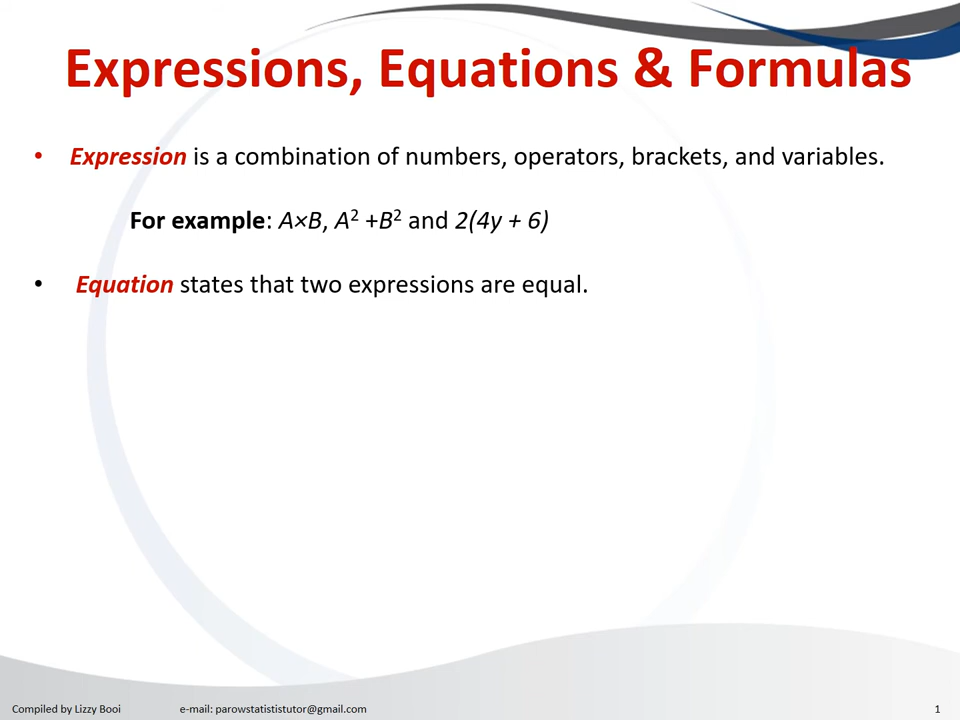 Expressions, Equations & Formulas
• Expression is a combination of numbers, operators, brackets, and variables.
For example: A×B, A² +B² and 2(4y + 6)
• Equation states that two expressions are equal.
Compiled by Lizzy Booi e-mail: parowstatististutor@gmail.com 1